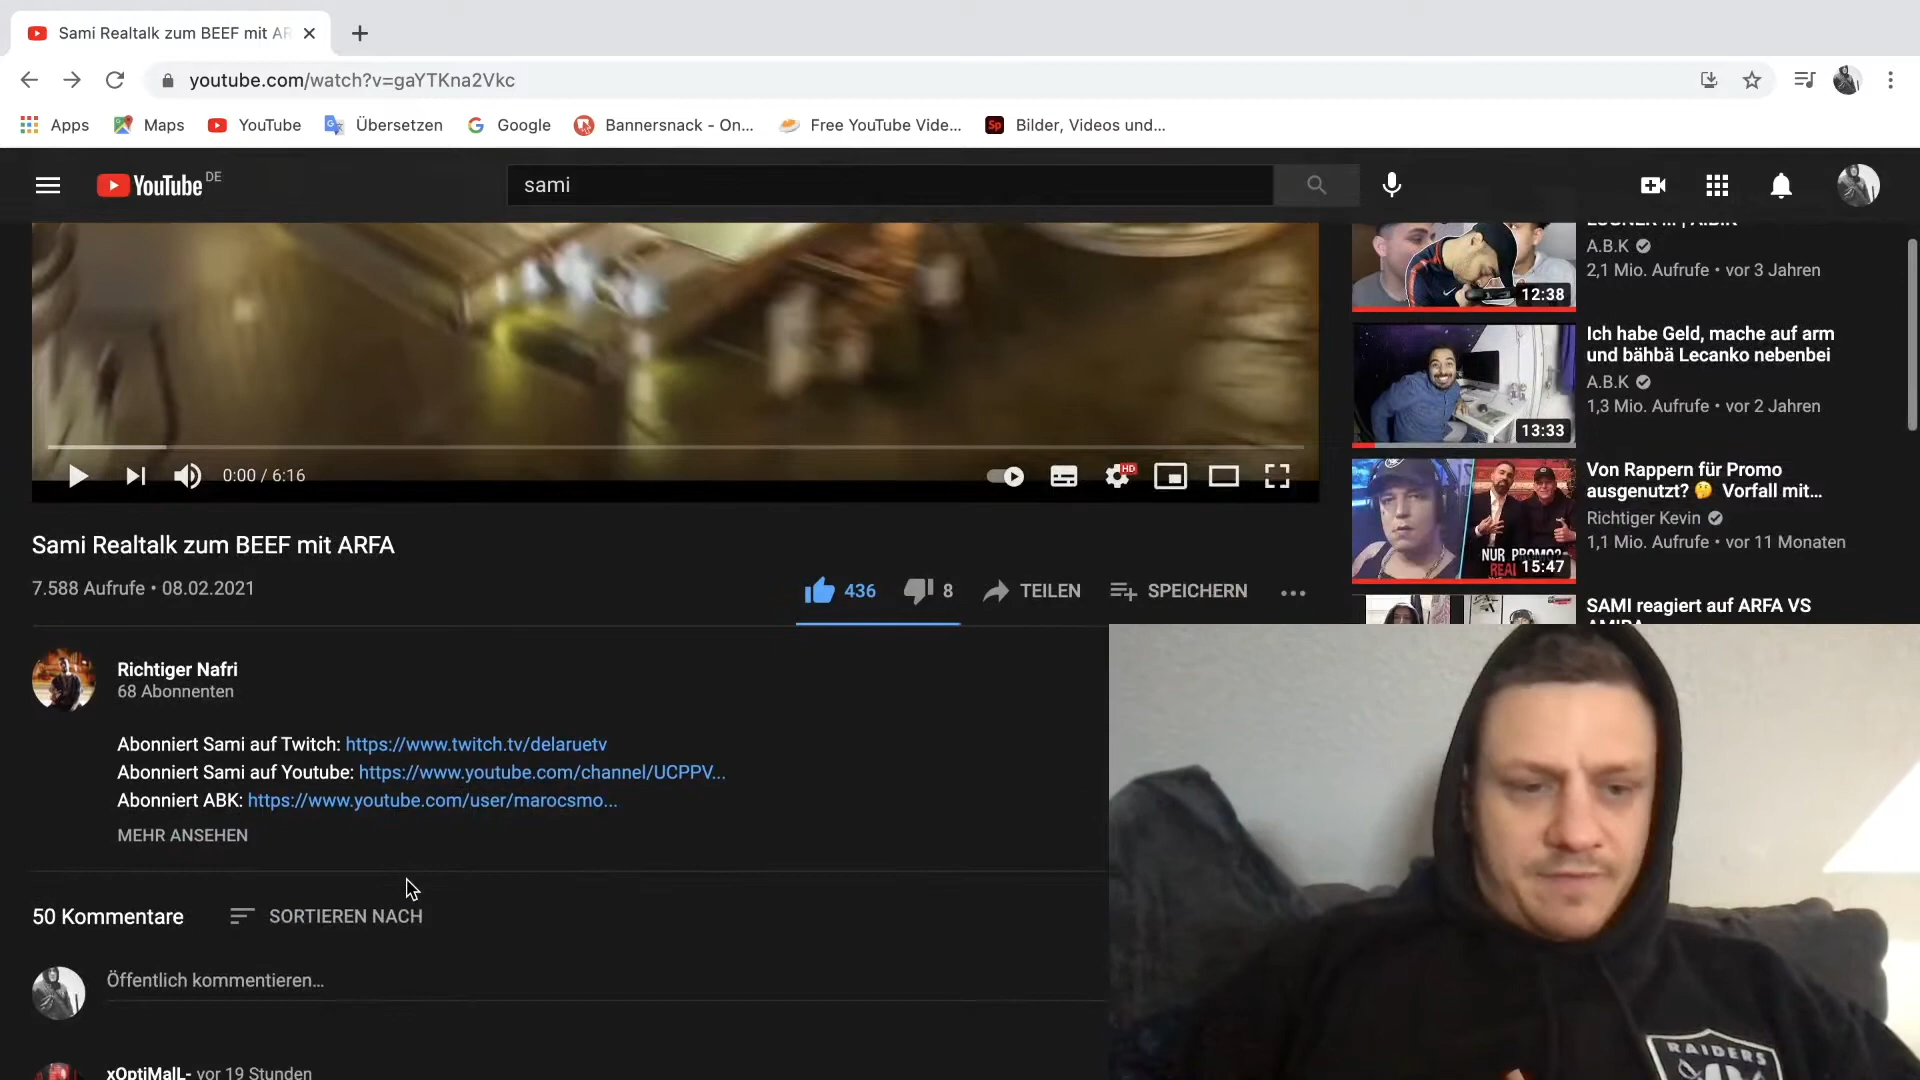 Sami Realtalk zum BEEF mit AR
youtube.com/watch?v=gaYTKna2Vkc
Apps
Maps
YouTube
Übersetzen
Google
Bannersnack - On...
Free YouTube Vide...
Sp
Bilder, Videos und...
YouTube DE
sami
A.B.K
2,1 Mio. Aufrufe • vor 3 Jahren
12:38
Ich habe Geld, mache auf arm
und bähbä Lecanko nebenbei
A.B.K
1,3 Mio. Aufrufe • vor 2 Jahren
13:33
0:00 / 6:16
HD
Von Rappern für Promo
ausgenutzt? 🤔 Vorfall mit...
Richtiger Kevin
1,1 Mio. Aufrufe • vor 11 Monaten
NUR PROMO?
15:47
Sami Realtalk zum BEEF mit ARFA
7.588 Aufrufe • 08.02.2021
436
8
TEILEN
SPEICHERN
SAMI reagiert auf ARFA VS
Richtiger Nafri
68 Abonnenten
Abonniert Sami auf Twitch: https://www.twitch.tv/delaruetv
Abonniert Sami auf Youtube: https://www.youtube.com/channel/UCPPV...
Abonniert ABK: https://www.youtube.com/user/marocsmo...
MEHR ANSEHEN
50 Kommentare
SORTIEREN NACH
Öffentlich kommentieren...
xOptiMalL- vor 19 Stunden
RAIDERS